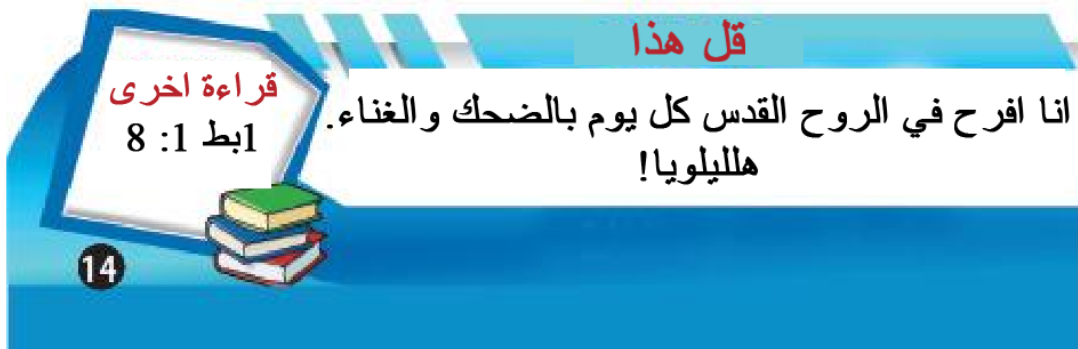 قل هذا
انا افرح في الروح القدس كل يوم بالضحك والغناء.
هلليلويا!
قراءة اخرى
1بط 1: 8
14